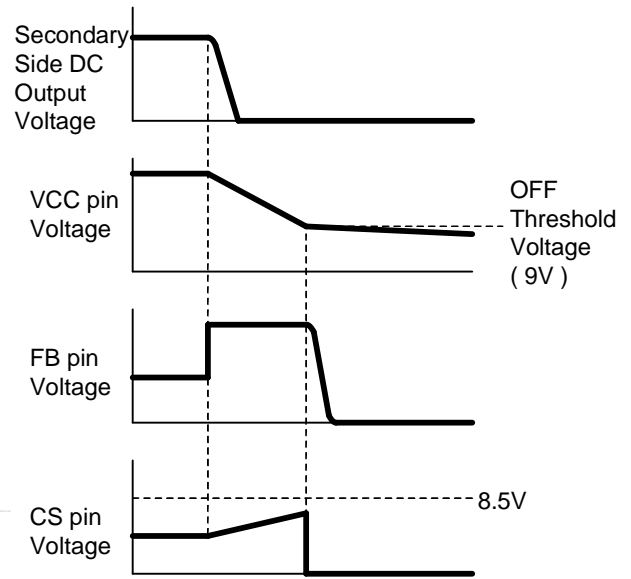 Secondary
Side DC
Output
Voltage
VCC pin
Voltage
OFF
Threshold
Voltage
( 9V )
FB pin
Voltage
8.5V
CS pin
Voltage